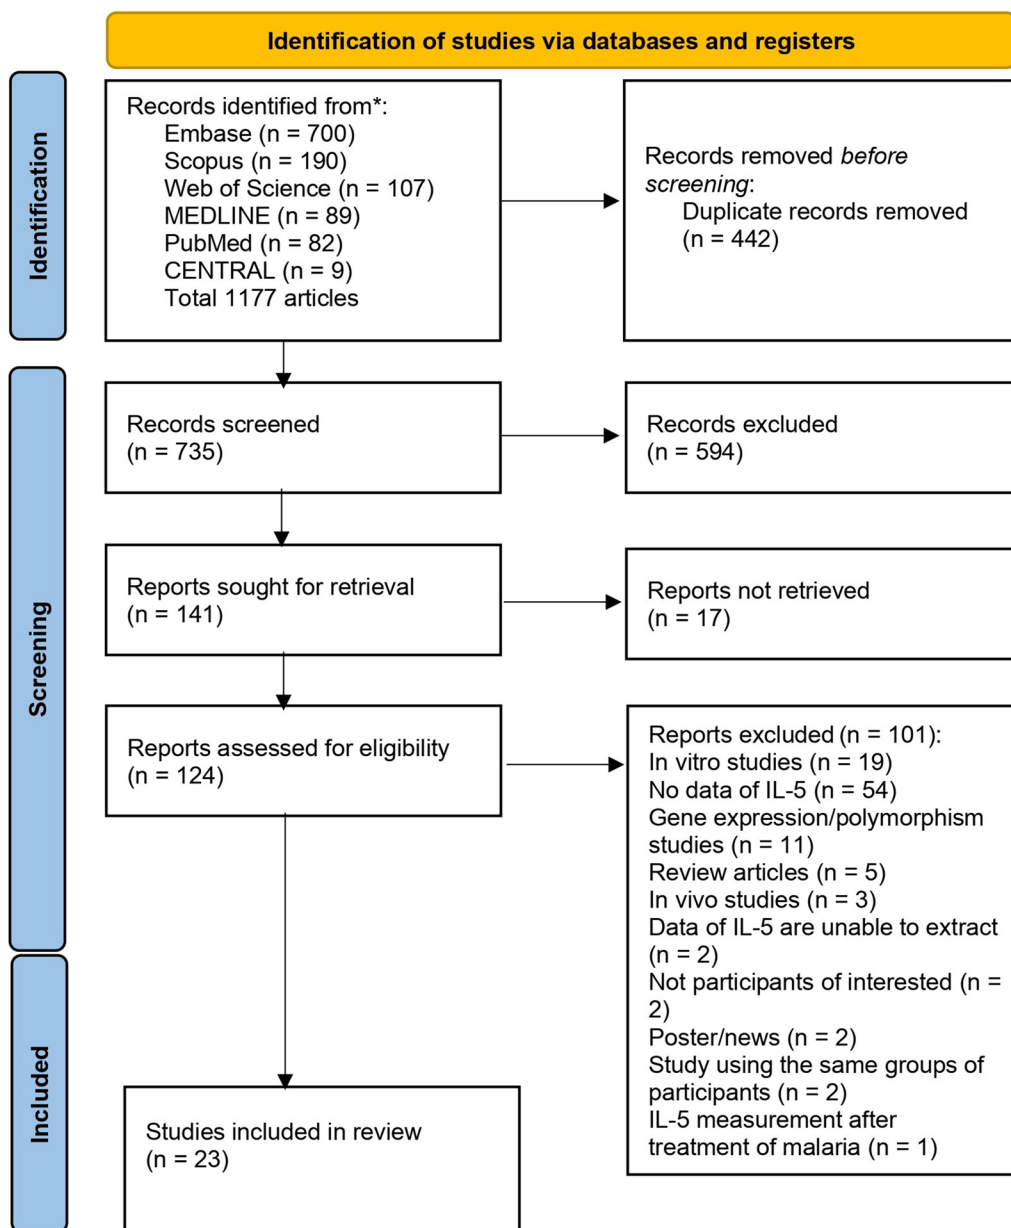 Identification of studies via databases and registers
Identification
Records identified from*:
Embase (n = 700)
Scopus (n = 190)
Web of Science (n = 107)
MEDLINE (n = 89)
PubMed (n = 82)
CENTRAL (n = 9)
Total 1177 articles
Records removed before
screening:
Duplicate records removed
(n = 442)
Screening
Records screened
(n = 735)
Records excluded
(n = 594)
Reports sought for retrieval
(n = 141)
Reports not retrieved
(n = 17)
Reports assessed for eligibility
(n = 124)
Reports excluded (n = 101):
In vitro studies (n = 19)
No data of IL-5 (n = 54)
Gene expression/polymorphism
studies (n = 11)
Review articles (n = 5)
In vivo studies (n = 3)
Data of IL-5 are unable to extract
(n = 2)
Not participants of interested (n =
2)
Poster/news (n = 2)
Study using the same groups of
participants (n = 2)
IL-5 measurement after
treatment of malaria (n = 1)
Included
Studies included in review
(n = 23)